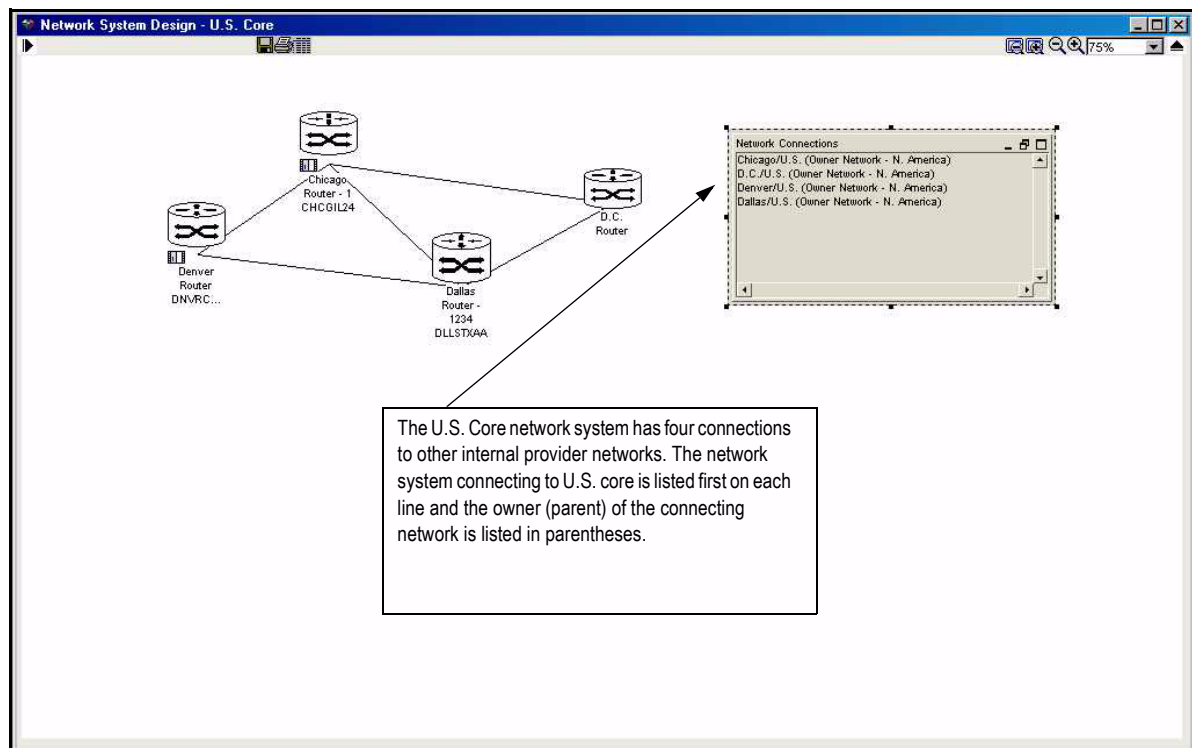 Network System Design - U.S. Core
75%
Chicago
Router - 1
CHCGIL24
D.C.
Router
Denver
Router
DNVRC...
Dallas
Router -
1234
DLLSTXAA
Network Connections
Chicago/U.S. (Owner Network - N. America)
D.C./U.S. (Owner Network - N. America)
Denver/U.S. (Owner Network - N. America)
Dallas/U.S. (Owner Network - N. America)
The U.S. Core network system has four connections
to other internal provider networks. The network
system connecting to U.S. core is listed first on each
line and the owner (parent) of the connecting
network is listed in parentheses.